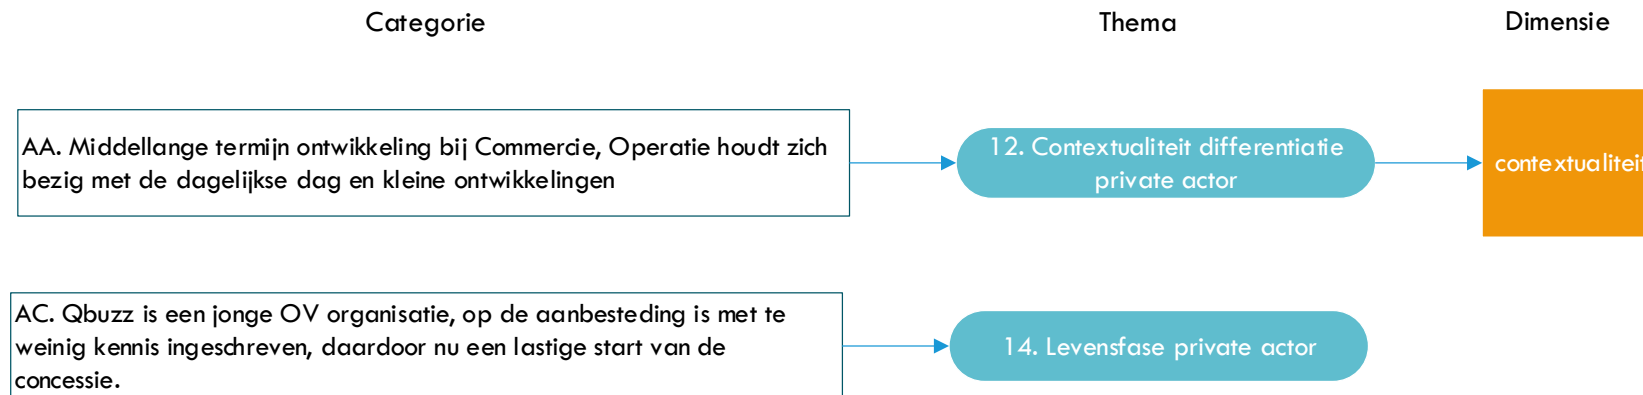 Categorie
Thema
Dimensie
AA. Middellange termijn ontwikkeling bij Commercie, Operatie houdt zich
bezig met de dagelijkse dag en kleine ontwikkelingen
12. Contextualiteit differentiatie
private actor
contextualiteit
AC. Qbuzz is een jonge OV organisatie, op de aanbesteding is met te
weinig kennis ingeschreven, daardoor nu een lastige start van de
concessie.
14. Levensfase private actor